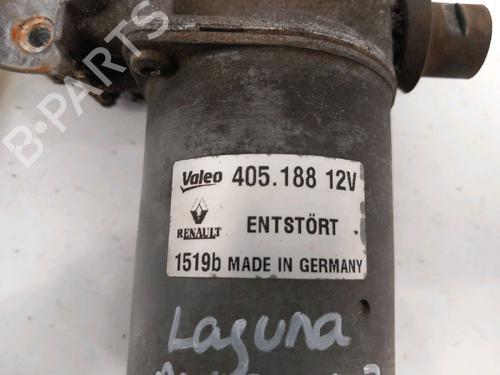 B-PARTS
Valeo 405.188 12V
RENAULT ENTSTÖRT
1519b MADE IN GERMANY
Laguna